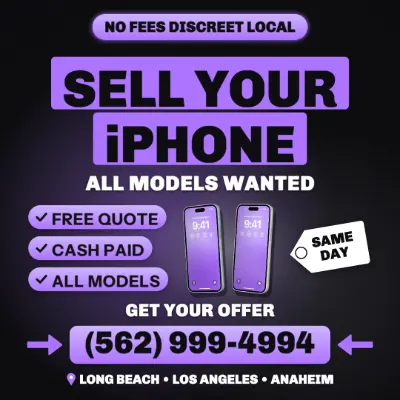 NO FEES DISCREET LOCAL
SELL YOUR
iPHONE
ALL MODELS WANTED
FREE QUOTE
CASH PAID
ALL MODELS
9:41
9:41
SAME
DAY
GET YOUR OFFER
(562) 999-4994
LONG BEACH • LOS ANGELES • ANAHEIM